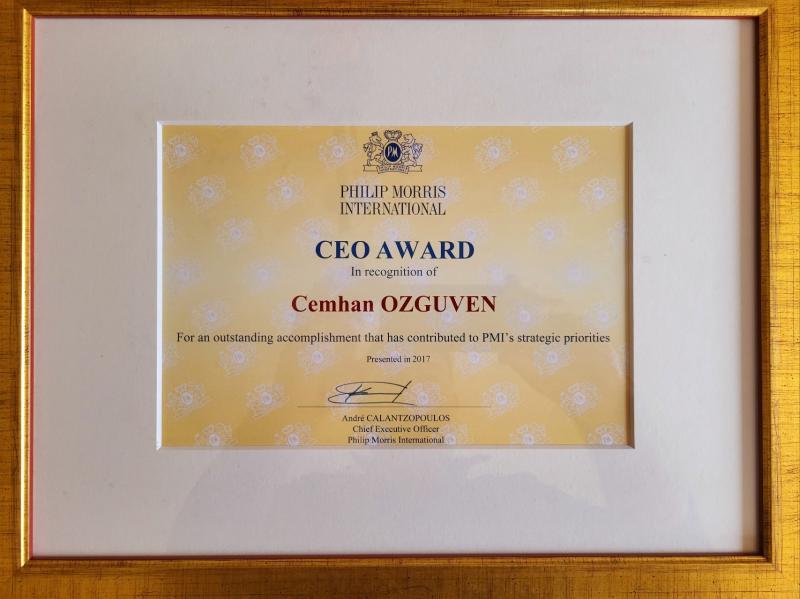 PM
PHILIP MORRIS
INTERNATIONAL
CEO AWARD
In recognition of
Cemhan OZGUVEN
For an outstanding accomplishment that has contributed to PMI's strategic priorities
Presented in 2017
André CALANTZOPOULOS
Chief Executive Officer
Philip Morris International